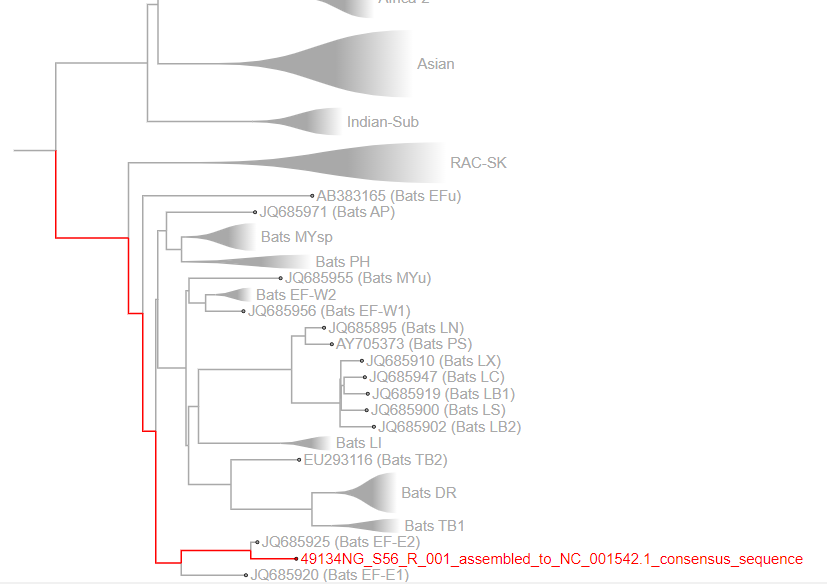 Africa-2
Asian
Indian-Sub
RAC-SK
AB383165 (Bats EFu)
JQ685971 (Bats AP)
Bats MYsp
Bats PH
JQ685955 (Bats MYu)
Bats EF-W2
JQ685956 (Bats EF-W1)
JQ685895 (Bats LN)
AY705373 (Bats PS)
JQ685910 (Bats LX)
JQ685947 (Bats LC)
JQ685919 (Bats LB1)
JQ685900 (Bats LS)
JQ685902 (Bats LB2)
Bats LI
EU293116 (Bats TB2)
Bats DR
Bats TB1
JQ685925 (Bats EF-E2)
49134NG_S56_R_001_assembled_to_NC_001542.1_consensus_sequence
JQ685920 (Bats EF-E1)